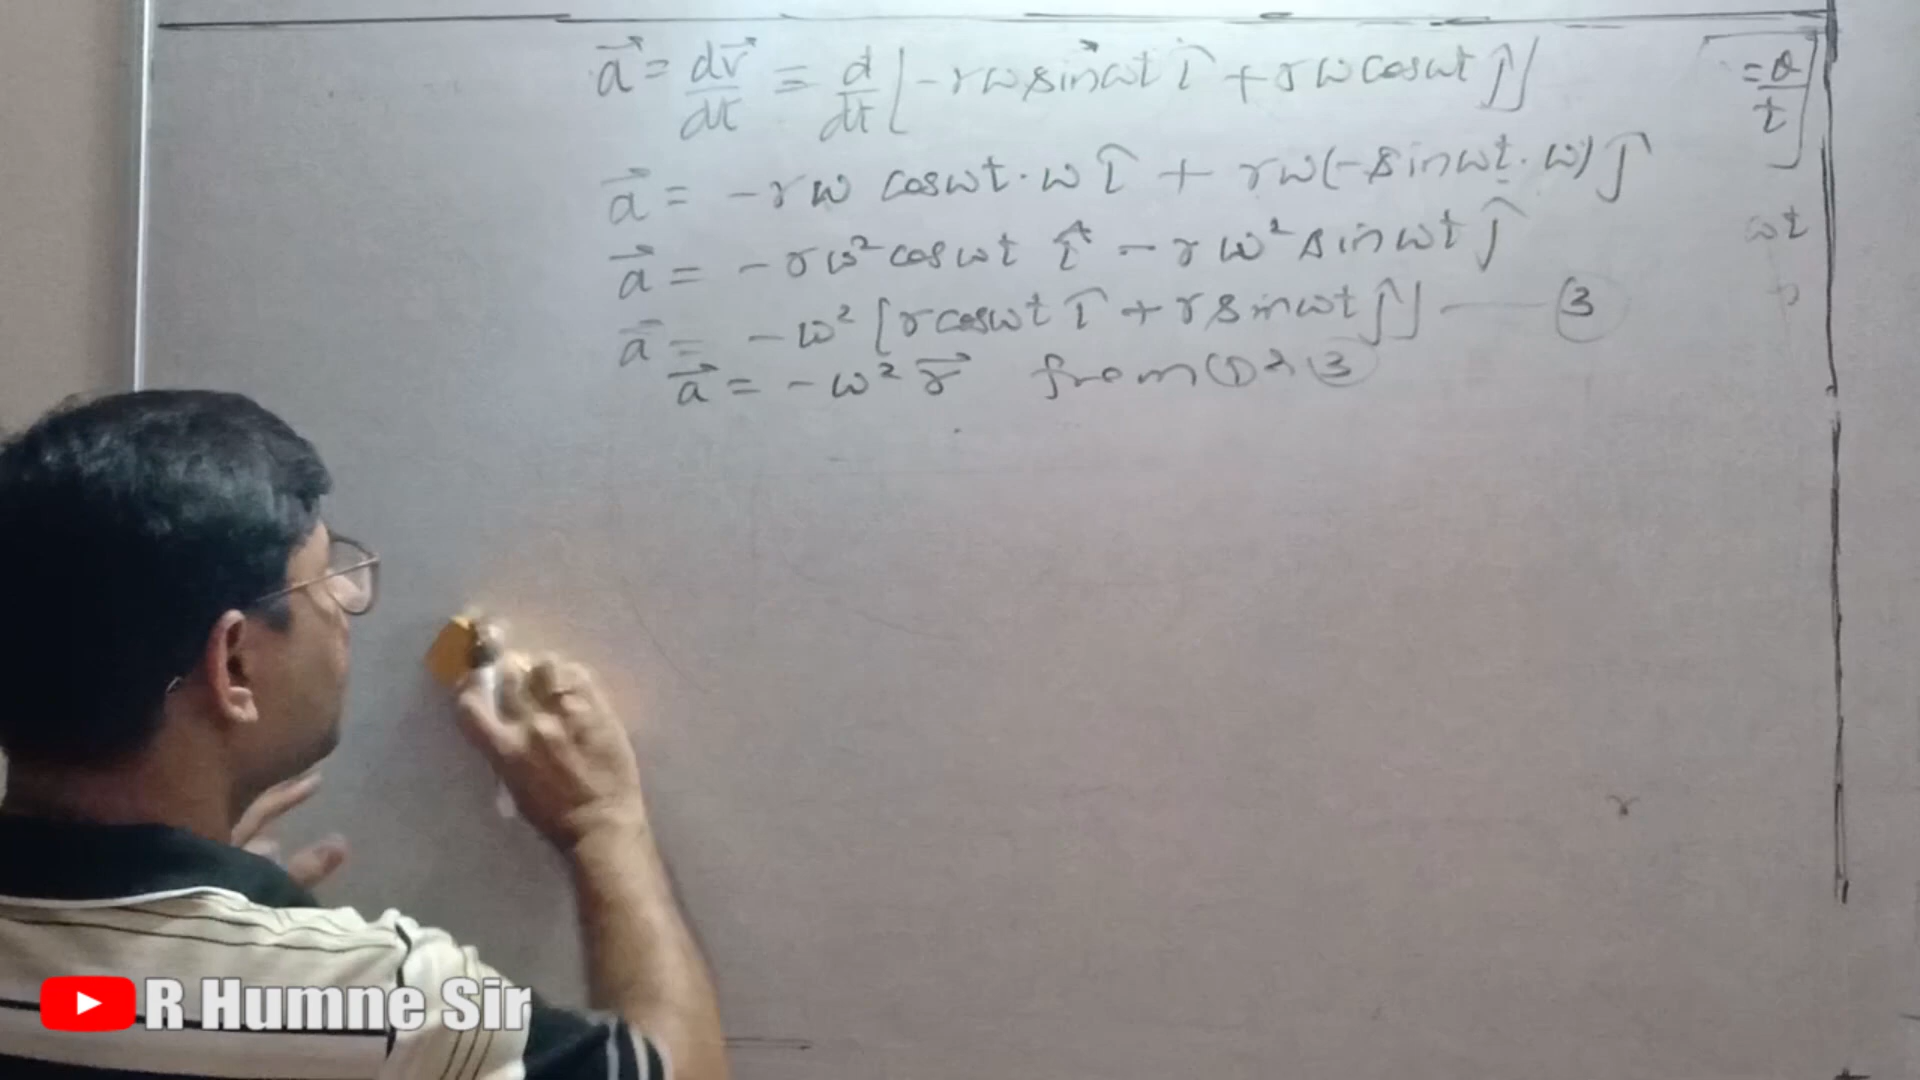 a⃗ = dv⃗/dt = d/dt [-rω sinωt î + rω cosωt ĵ]
a⃗ = -rω cosωt · ω î + rω(-sinωt · ω) ĵ
a⃗ = -rω² cosωt î - rω² sinωt ĵ
a⃗ = -ω² [r cosωt î + r sinωt ĵ] — ③
a⃗ = -ω² r⃗ from ① & ③
= θ/t
ωt
r
R Humne Sir